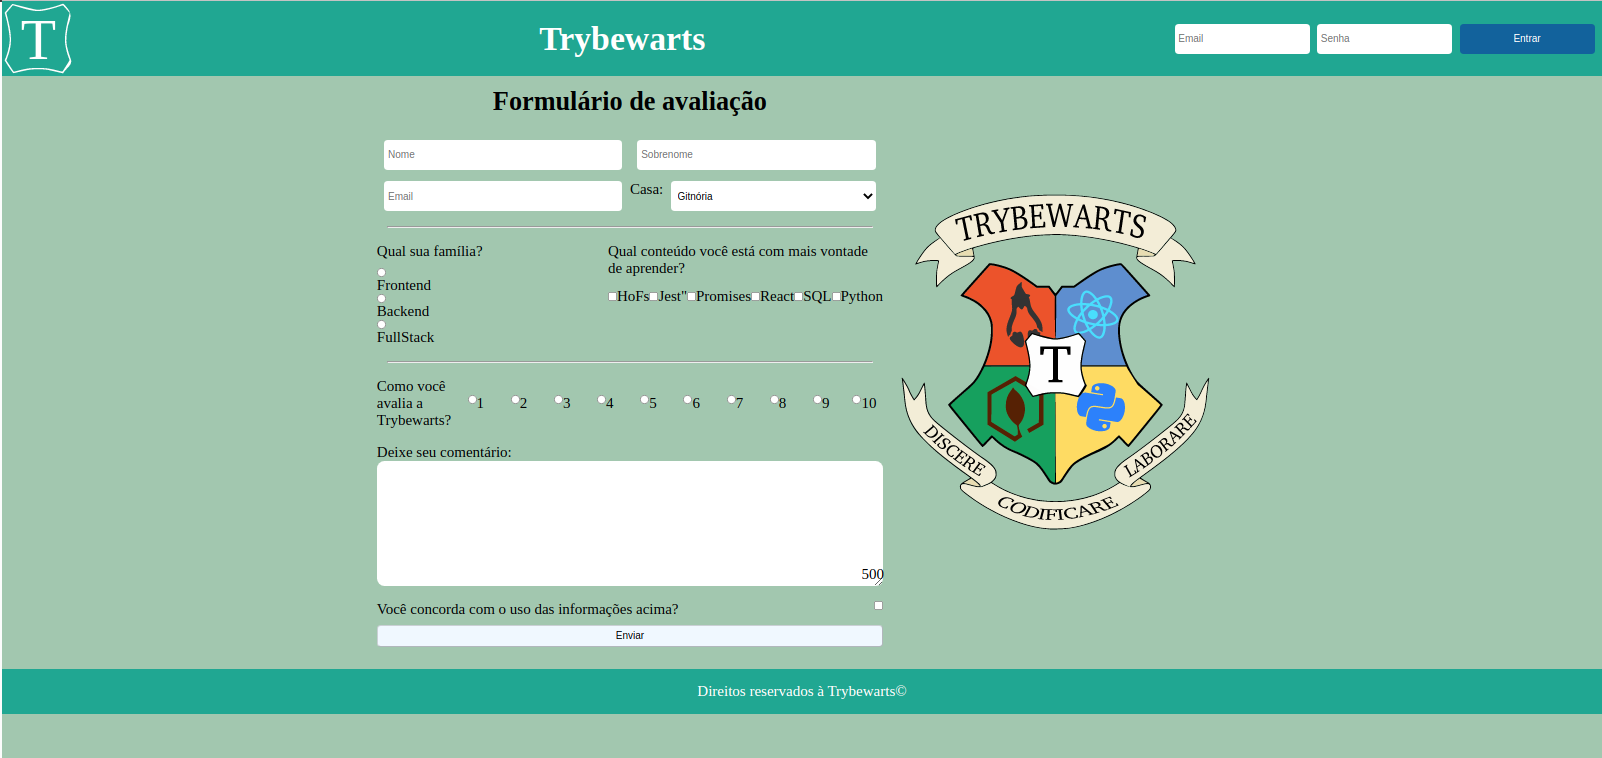 T
Trybewarts
Email
Senha
Entrar
Formulário de avaliação
Nome
Sobrenome
Email
Casa:
Gitnória
Qual sua família?
Frontend
Backend
FullStack
Qual conteúdo você está com mais vontade
de aprender?
HoFs Jest" Promises React SQL Python
Como você
avalia a
Trybewarts?
1 2 3 4 5 6 7 8 9 10
Deixe seu comentário:
500
Você concorda com o uso das informações acima?
Enviar
TRYBEWARTS
T
DISCERE
CODIFICARE
LABORARE
Direitos reservados à Trybewarts©